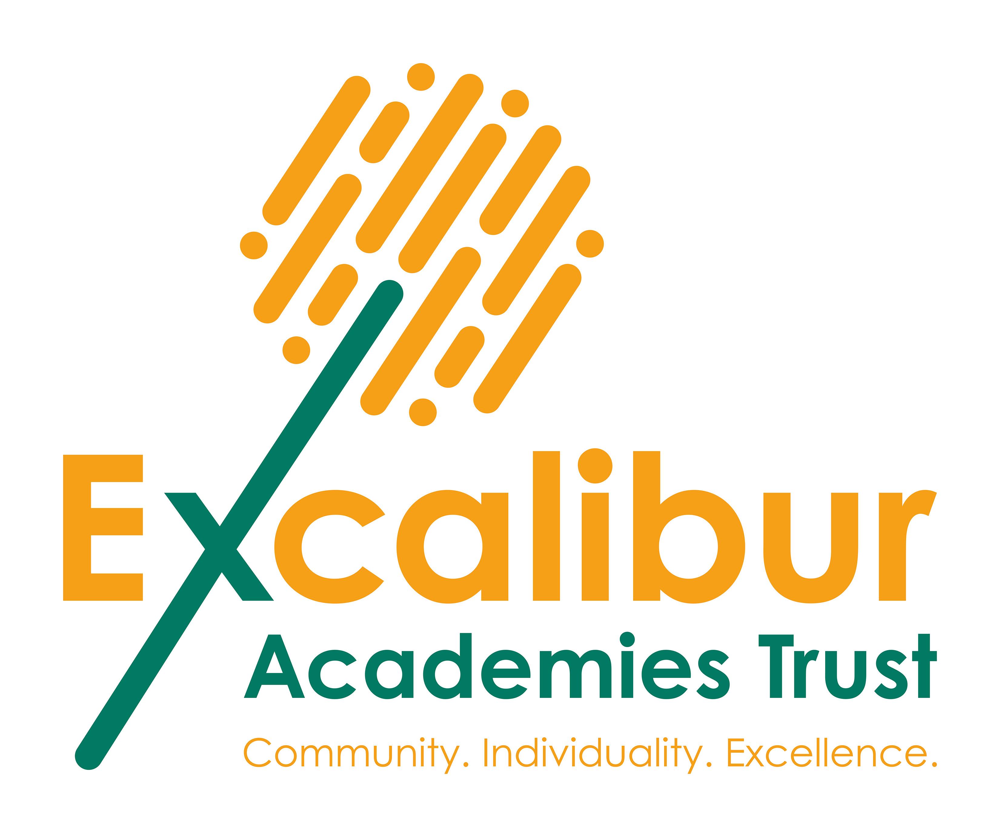 Excalibur
Academies Trust
Community. Individuality. Excellence.